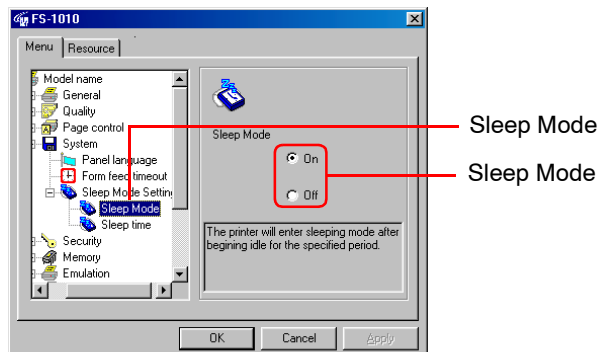 FS-1010
Menu
Resource
Model name
General
Quality
Page control
System
Panel language
Form feed timeout
Sleep Mode Setting
Sleep Mode
Sleep time
Security
Memory
Emulation
Sleep Mode
On
Off
The printer will enter sleeping mode after
begining idle for the specified period.
OK
Cancel
Apply
Sleep Mode
Sleep Mode